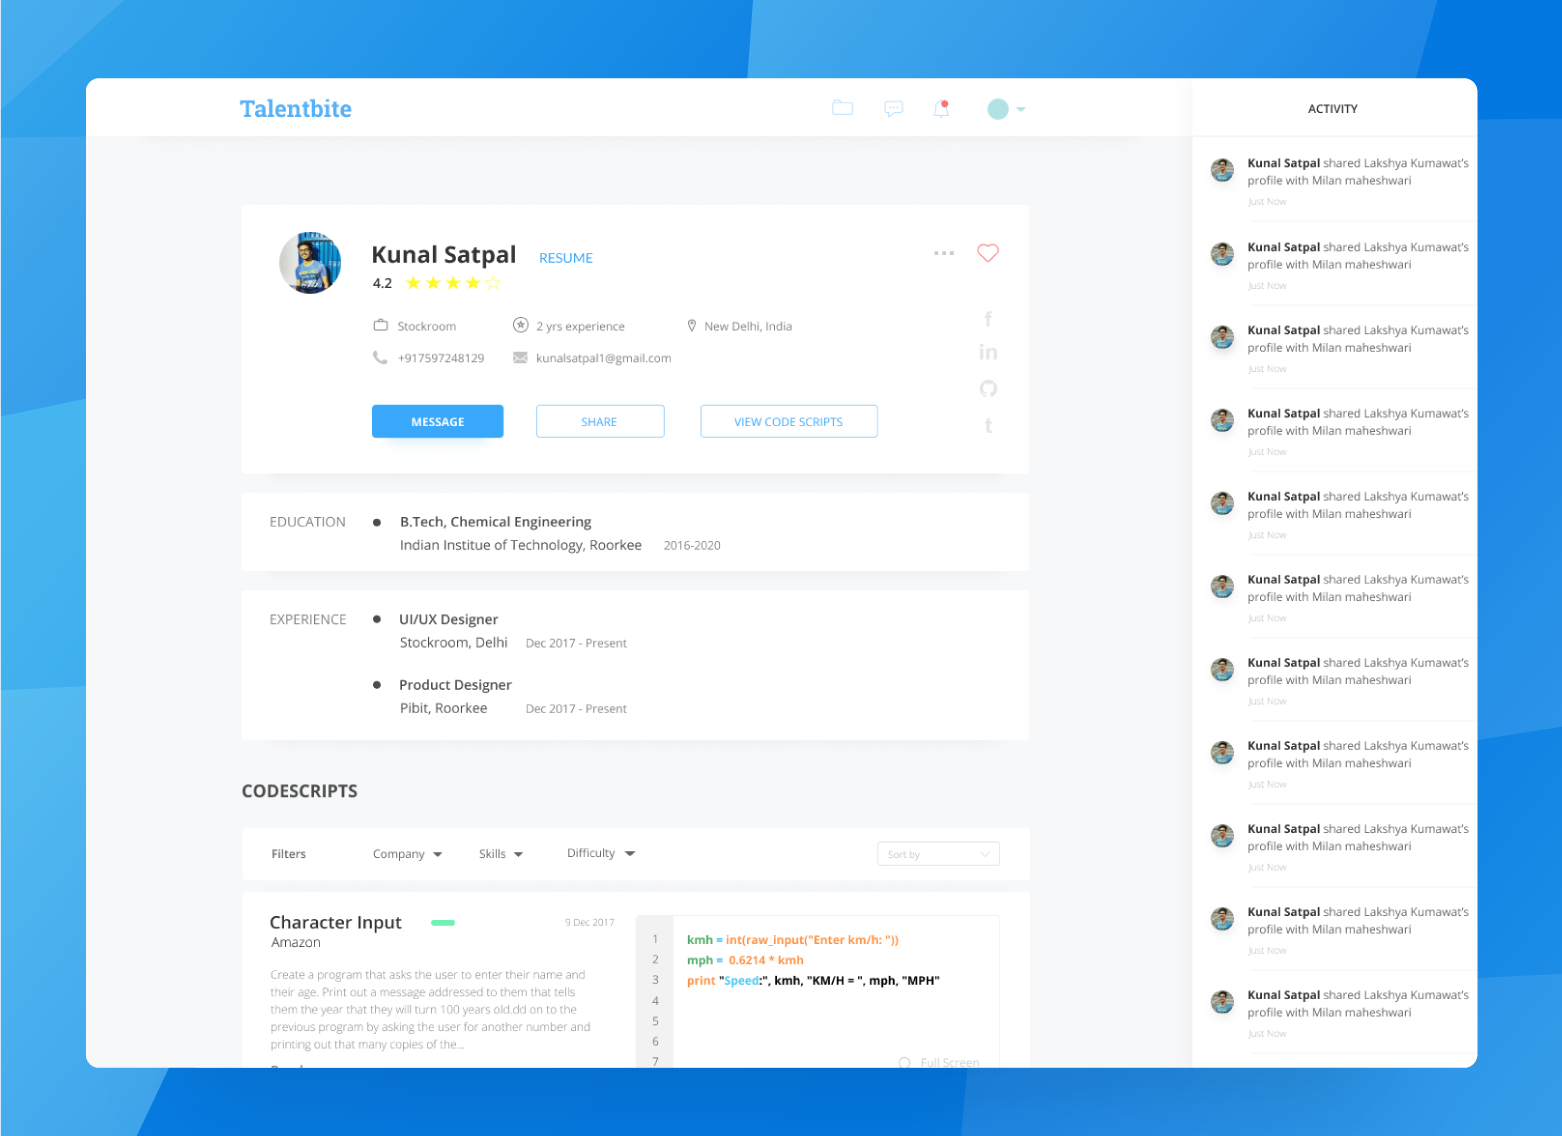 Talentbite
ACTIVITY
Kunal Satpal RESUME
4.2
Stockroom 2 yrs experience New Delhi, India
+917597248129 kunalsatpal1@gmail.com
f
in
t
MESSAGE SHARE VIEW CODE SCRIPTS
EDUCATION B.Tech, Chemical Engineering
Indian Institue of Technology, Roorkee 2016-2020
EXPERIENCE UI/UX Designer
Stockroom, Delhi Dec 2017 - Present
Product Designer
Pibit, Roorkee Dec 2017 - Present
CODESCRIPTS
Filters Company Skills Difficulty Sort by
Character Input 9 Dec 2017
Amazon
Create a program that asks the user to enter their name and
their age. Print out a message addressed to them that tells
them the year that they will turn 100 years old.dd on to the
previous program by asking the user for another number and
printing out that many copies of the...
1 kmh = int(raw_input("Enter km/h: "))
2 mph = 0.6214 * kmh
3 print "Speed:", kmh, "KM/H = ", mph, "MPH"
4
5
6
7
Full Screen
Kunal Satpal shared Lakshya Kumawat's
profile with Milan maheshwari
Just Now
Kunal Satpal shared Lakshya Kumawat's
profile with Milan maheshwari
Just Now
Kunal Satpal shared Lakshya Kumawat's
profile with Milan maheshwari
Just Now
Kunal Satpal shared Lakshya Kumawat's
profile with Milan maheshwari
Just Now
Kunal Satpal shared Lakshya Kumawat's
profile with Milan maheshwari
Just Now
Kunal Satpal shared Lakshya Kumawat's
profile with Milan maheshwari
Just Now
Kunal Satpal shared Lakshya Kumawat's
profile with Milan maheshwari
Just Now
Kunal Satpal shared Lakshya Kumawat's
profile with Milan maheshwari
Just Now
Kunal Satpal shared Lakshya Kumawat's
profile with Milan maheshwari
Just Now
Kunal Satpal shared Lakshya Kumawat's
profile with Milan maheshwari
Just Now
Kunal Satpal shared Lakshya Kumawat's
profile with Milan maheshwari
Just Now